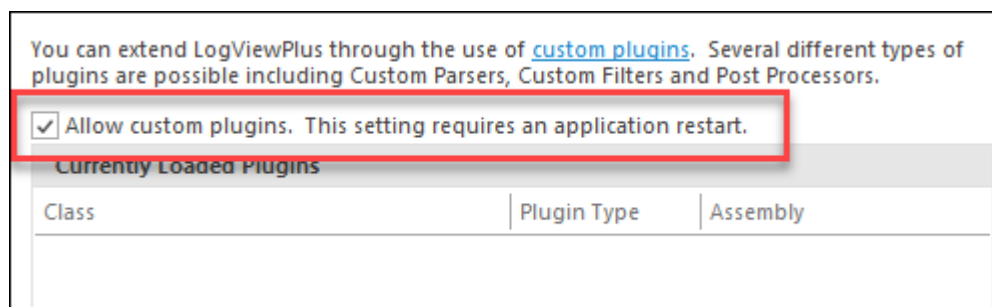 You can extend LogViewPlus through the use of custom plugins.  Several different types of
plugins are possible including Custom Parsers, Custom Filters and Post Processors.
Allow custom plugins.  This setting requires an application restart.
Currently Loaded Plugins
Class Plugin Type Assembly